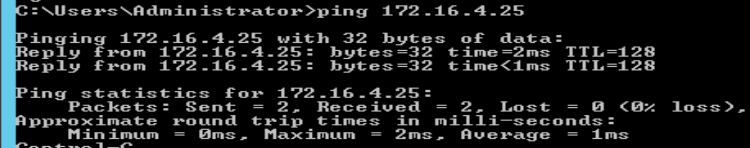 C:\Users\Administrator>ping 172.16.4.25
Pinging 172.16.4.25 with 32 bytes of data:
Reply from 172.16.4.25: bytes=32 time=2ms TTL=128
Reply from 172.16.4.25: bytes=32 time<1ms TTL=128
Ping statistics for 172.16.4.25:
    Packets: Sent = 2, Received = 2, Lost = 0 (0% loss),
Approximate round trip times in milli-seconds:
    Minimum = 0ms, Maximum = 2ms, Average = 1ms
Control-C